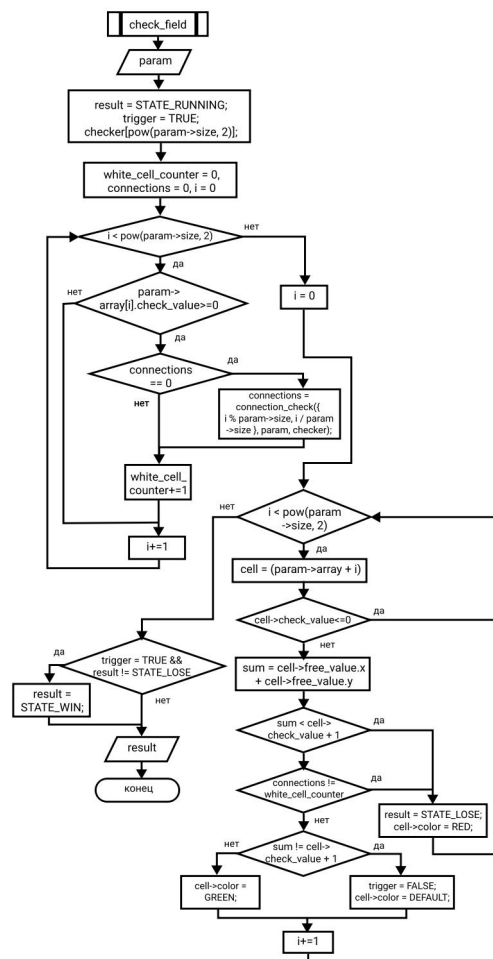 check_field
param
result = STATE_RUNNING;
trigger = TRUE;
checker[pow(param->size, 2)];
white_cell_counter = 0,
connections = 0, i = 0
i < pow(param->size, 2)
нет
да
i = 0
нет
param->
array[i].check_value>=0
да
connections
== 0
да
нет
connections =
connection_check({
i % param->size, i / param
->size }, param, checker);
white_cell_
counter+=1
i+=1
нет
i < pow(param
->size, 2)
да
cell = (param->array + i)
cell->check_value<=0
да
нет
да
trigger = TRUE &&
result != STATE_LOSE
нет
result =
STATE_WIN;
result
конец
sum = cell->free_value.x
+ cell->free_value.y
sum < cell->
check_value + 1
да
connections !=
white_cell_counter
да
нет
result = STATE_LOSE;
cell->color = RED;
нет
sum != cell->
check_value + 1
да
cell->color =
GREEN;
trigger = FALSE;
cell->color = DEFAULT;
i+=1